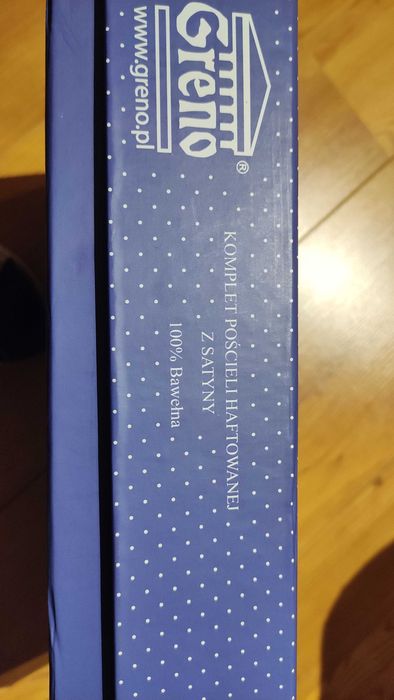 Greno®
www.greno.pl
KOMPLET POŚCIELI HAFTOWANEJ
Z SATYNY
100% Bawełna